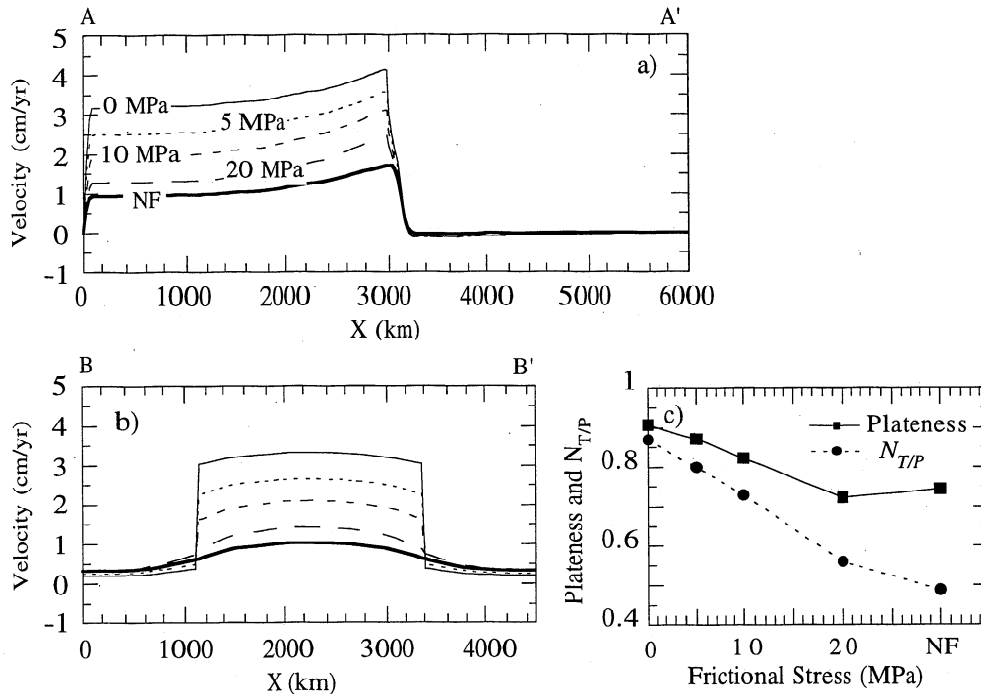 A A'
5
4
3
2
1
0
-1
Velocity (cm/yr)
a)
0 MPa
5 MPa
10 MPa
20 MPa
NF
0 1000 2000 3000 4000 5000 6000
X (km)
B B'
5
4
3
2
1
0
-1
Velocity (cm/yr)
b)
0 1000 2000 3000 4000
X (km)
1
0.8
0.6
0.4
Plateness and N_T/P
c)
Plateness
N_T/P
0 10 20 NF
Frictional Stress (MPa)